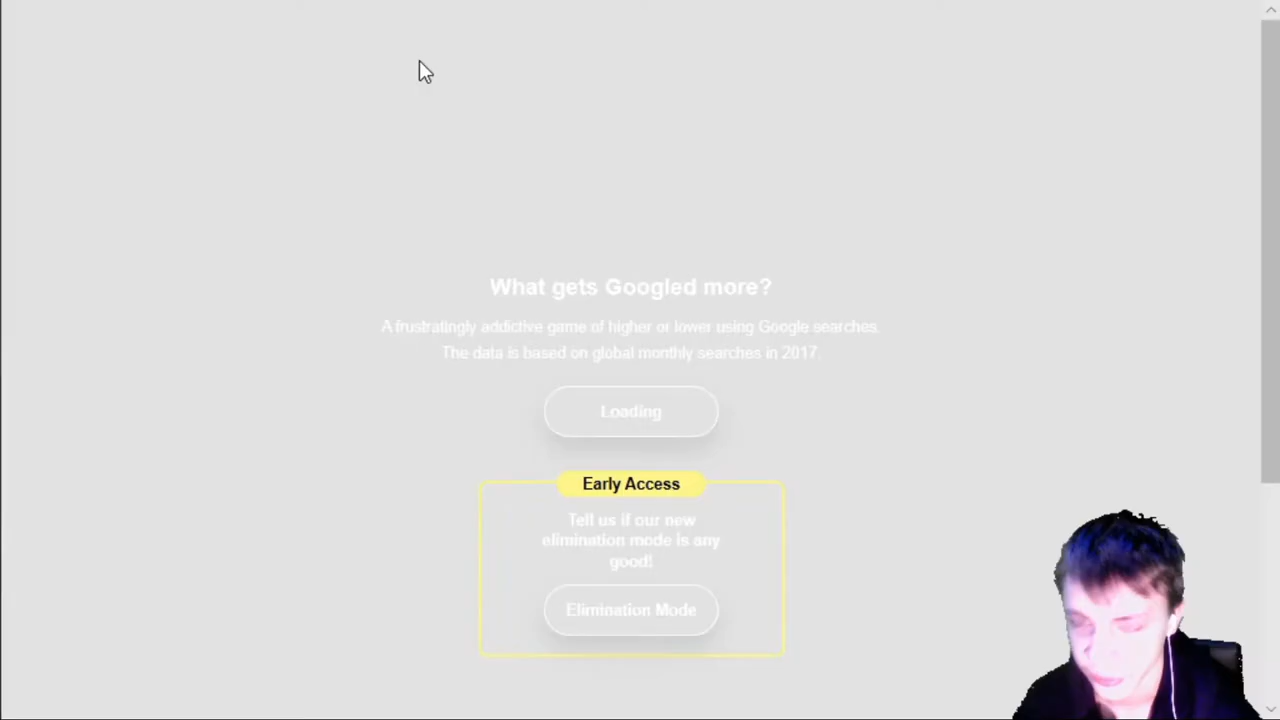 What gets Googled more?
A frustratingly addictive game of higher or lower using Google searches.
The data is based on global monthly searches in 2017.
Loading
Early Access
Tell us if our new
elimination mode is any
good!
Elimination Mode